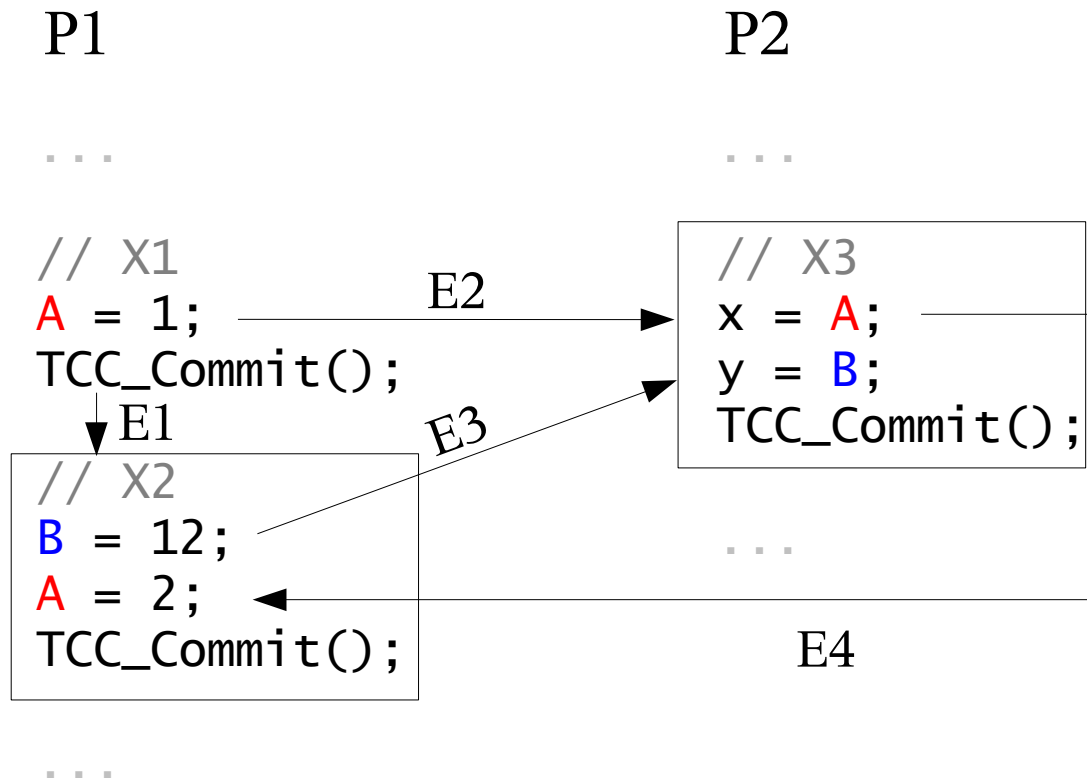 P1
...
// X1
A = 1;
TCC_Commit();
E1
// X2
B = 12;
A = 2;
TCC_Commit();
...
E2
E3
P2
...
// X3
x = A;
y = B;
TCC_Commit();
...
E4